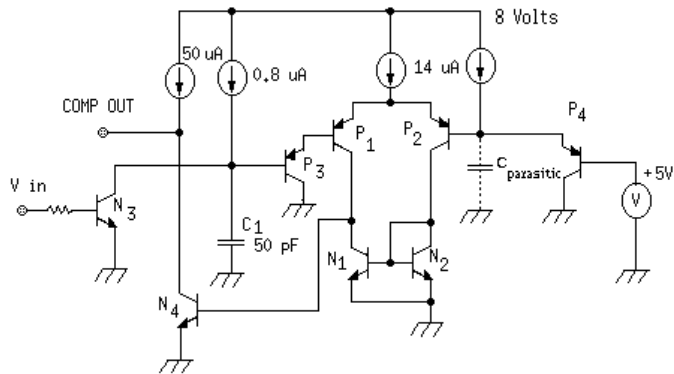 8 Volts
50 uA
0.8 uA
14 uA
COMP OUT
P4
P1
P2
P3
C parasitic
+5V
V in
V
N3
C1
50 pF
N1
N2
N4